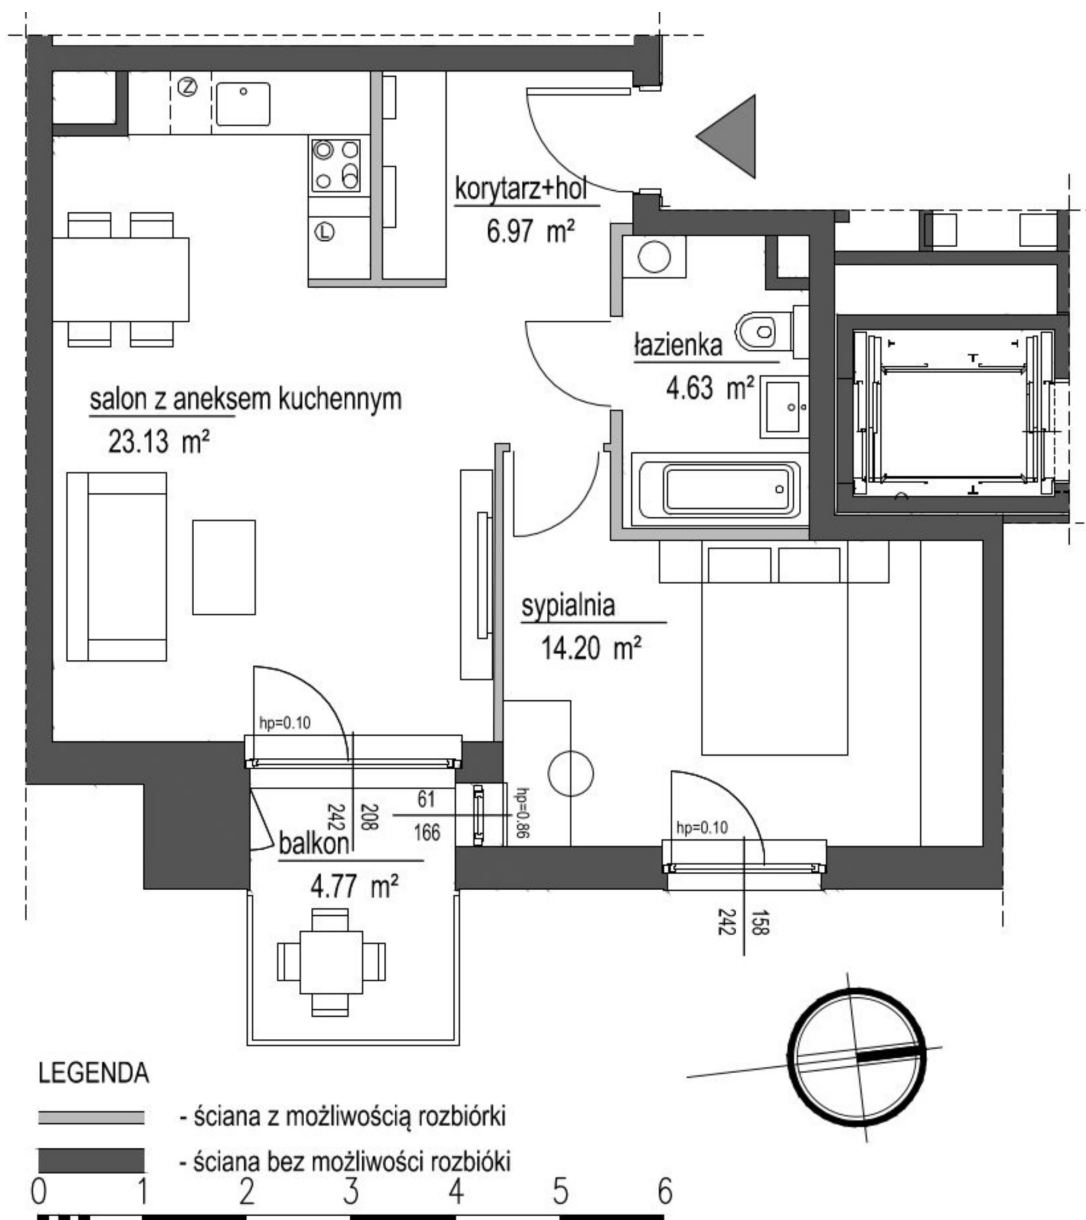 Z
korytarz+hol
6.97 m²
L
łazienka
4.63 m²
salon z aneksem kuchennym
23.13 m²
sypialnia
14.20 m²
hp=0.10
208
242
61
166
hp=0.86
hp=0.10
balkon
4.77 m²
158
242
LEGENDA
- ściana z możliwością rozbiórki
- ściana bez możliwości rozbióki
0 1 2 3 4 5 6